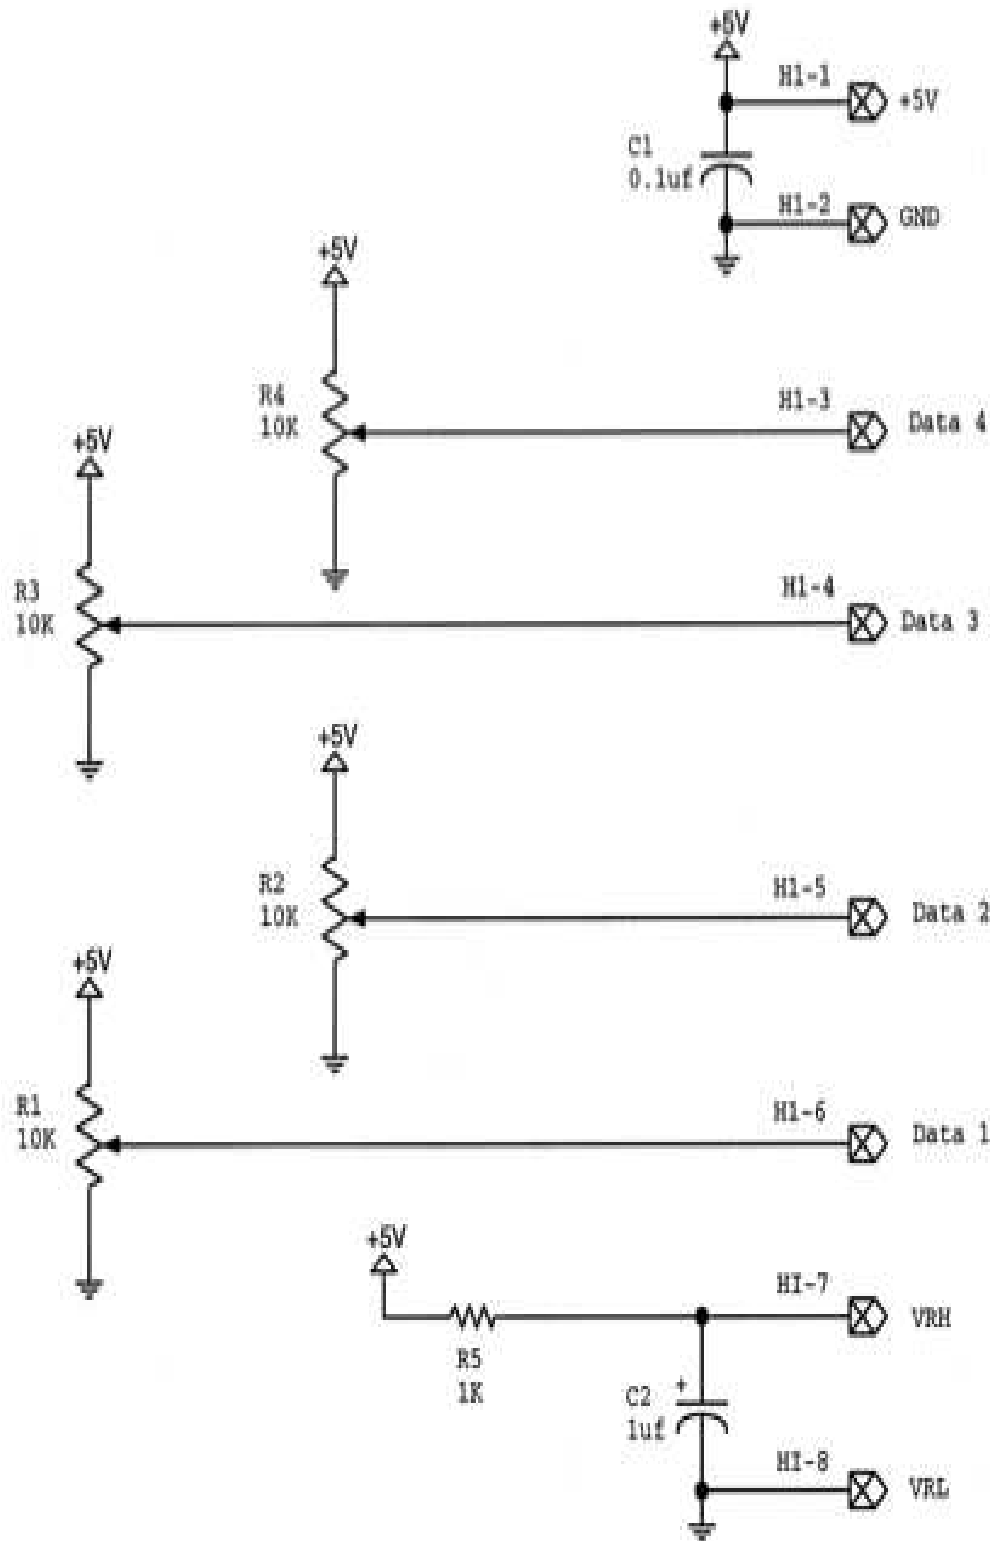 +5V
H1-1
+5V
C1
0.1uf
H1-2
GND
+5V
R4
10K
H1-3
Data 4
+5V
R3
10K
H1-4
Data 3
+5V
R2
10K
H1-5
Data 2
+5V
R1
10K
H1-6
Data 1
+5V
HI-7
VRH
R5
1K
C2
+
1uf
HI-8
VRL